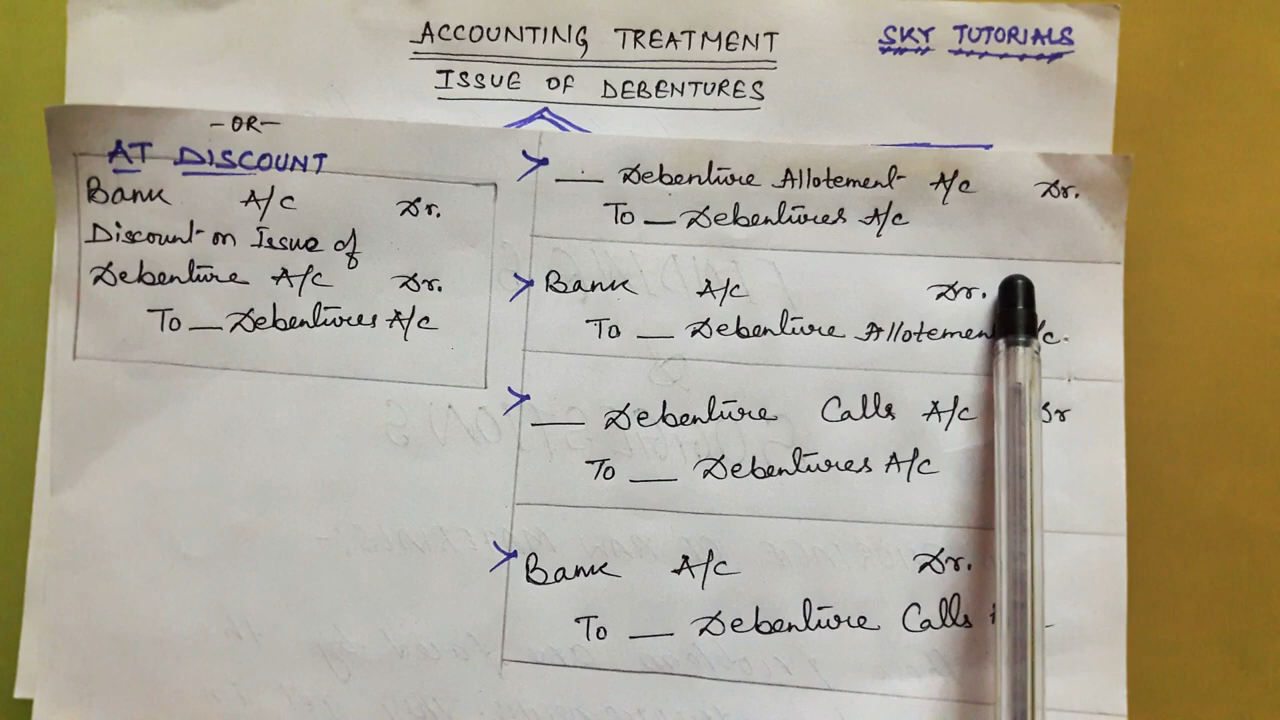 ACCOUNTING TREATMENT
SKY TUTORIALS
ISSUE OF DEBENTURES
-OR-
AT DISCOUNT
Bank A/c Dr.
Discount on Issue of
Debenture A/c Dr.
To __ Debentures A/c
__ Debenture Allotement A/c Dr.
To __ Debentures A/c
Bank A/c Dr.
To __ Debenture Allotement /c.
__ Debenture Calls A/c Dr
To __ Debentures A/c
Bank A/c Dr.
To __ Debenture Calls